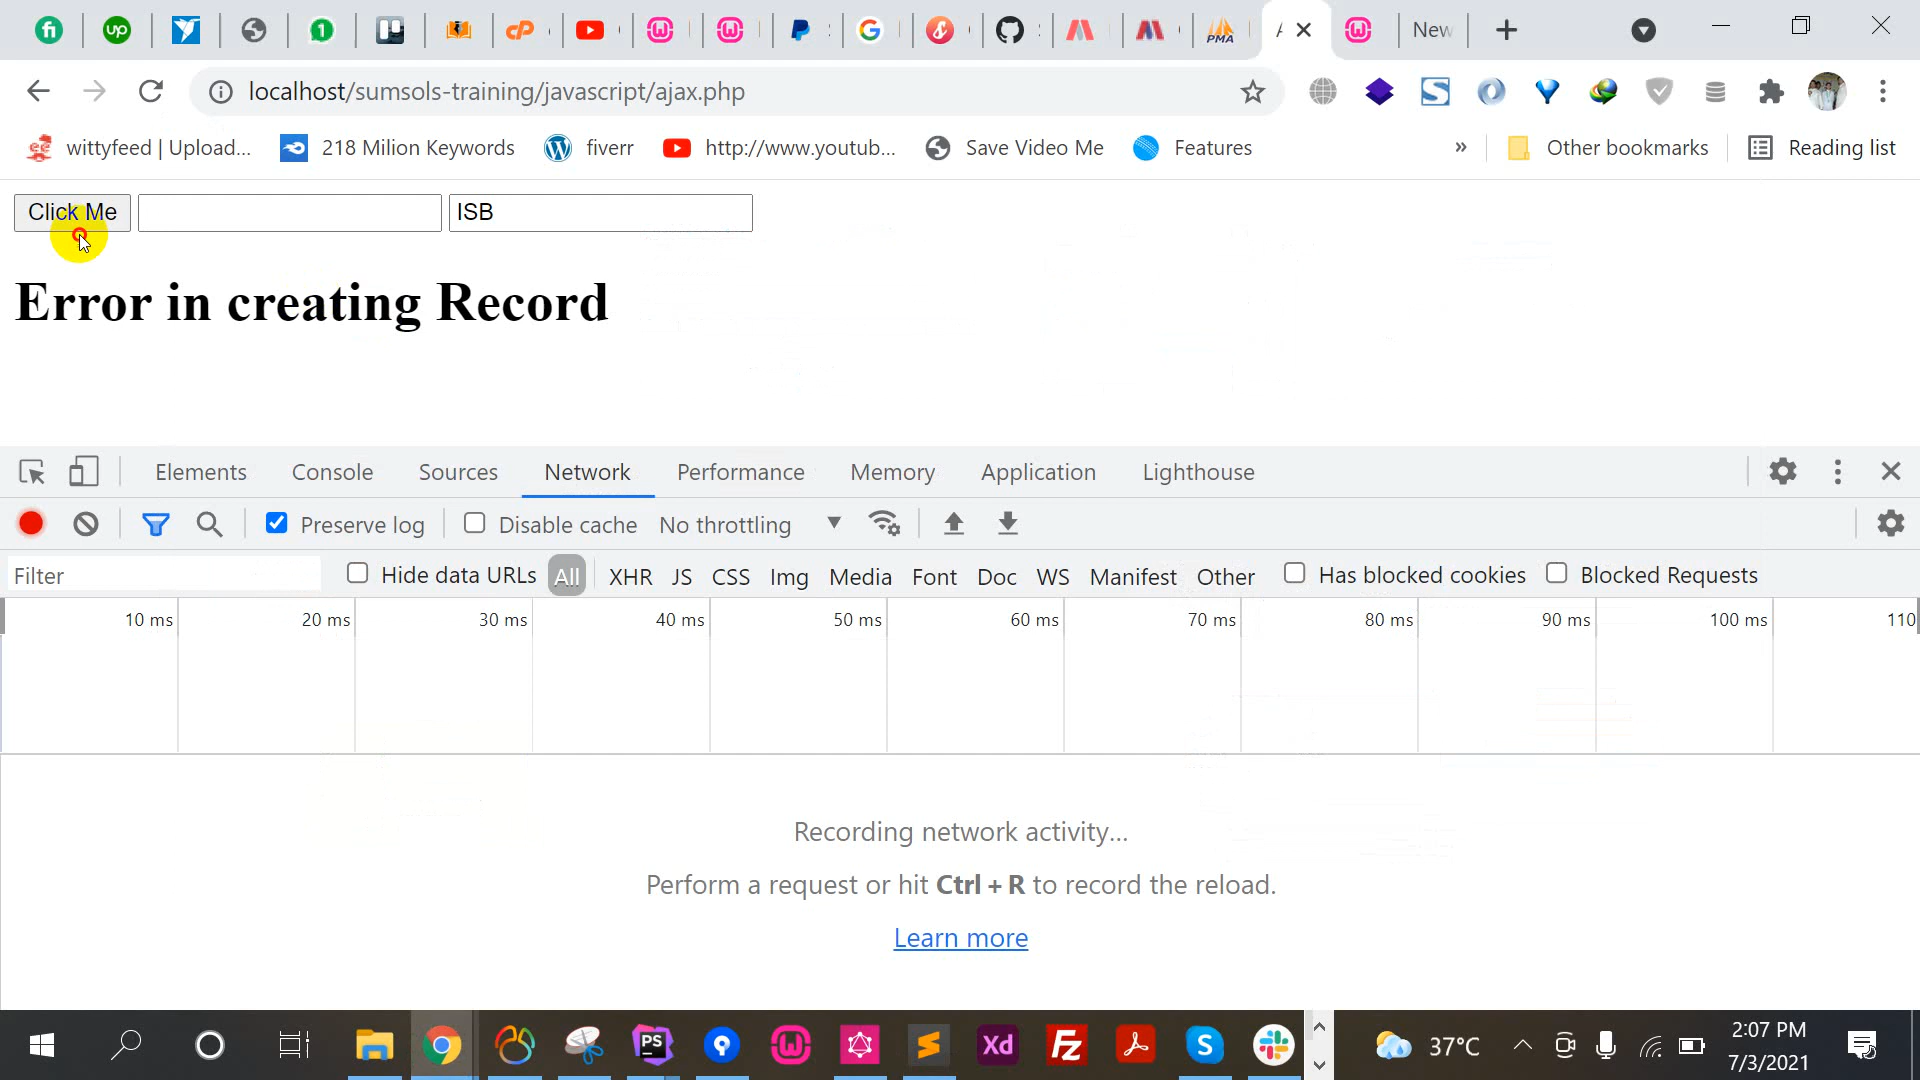 New
localhost/sumsols-training/javascript/ajax.php
wittyfeed | Upload... 218 Milion Keywords fiverr http://www.youtub... Save Video Me Features » Other bookmarks Reading list
Click Me ISB
Error in creating Record
Elements Console Sources Network Performance Memory Application Lighthouse
Preserve log Disable cache No throttling
Filter Hide data URLs All XHR JS CSS Img Media Font Doc WS Manifest Other Has blocked cookies Blocked Requests
10 ms 20 ms 30 ms 40 ms 50 ms 60 ms 70 ms 80 ms 90 ms 100 ms 110
Recording network activity...
Perform a request or hit Ctrl + R to record the reload.
Learn more
37°C 2:07 PM
7/3/2021